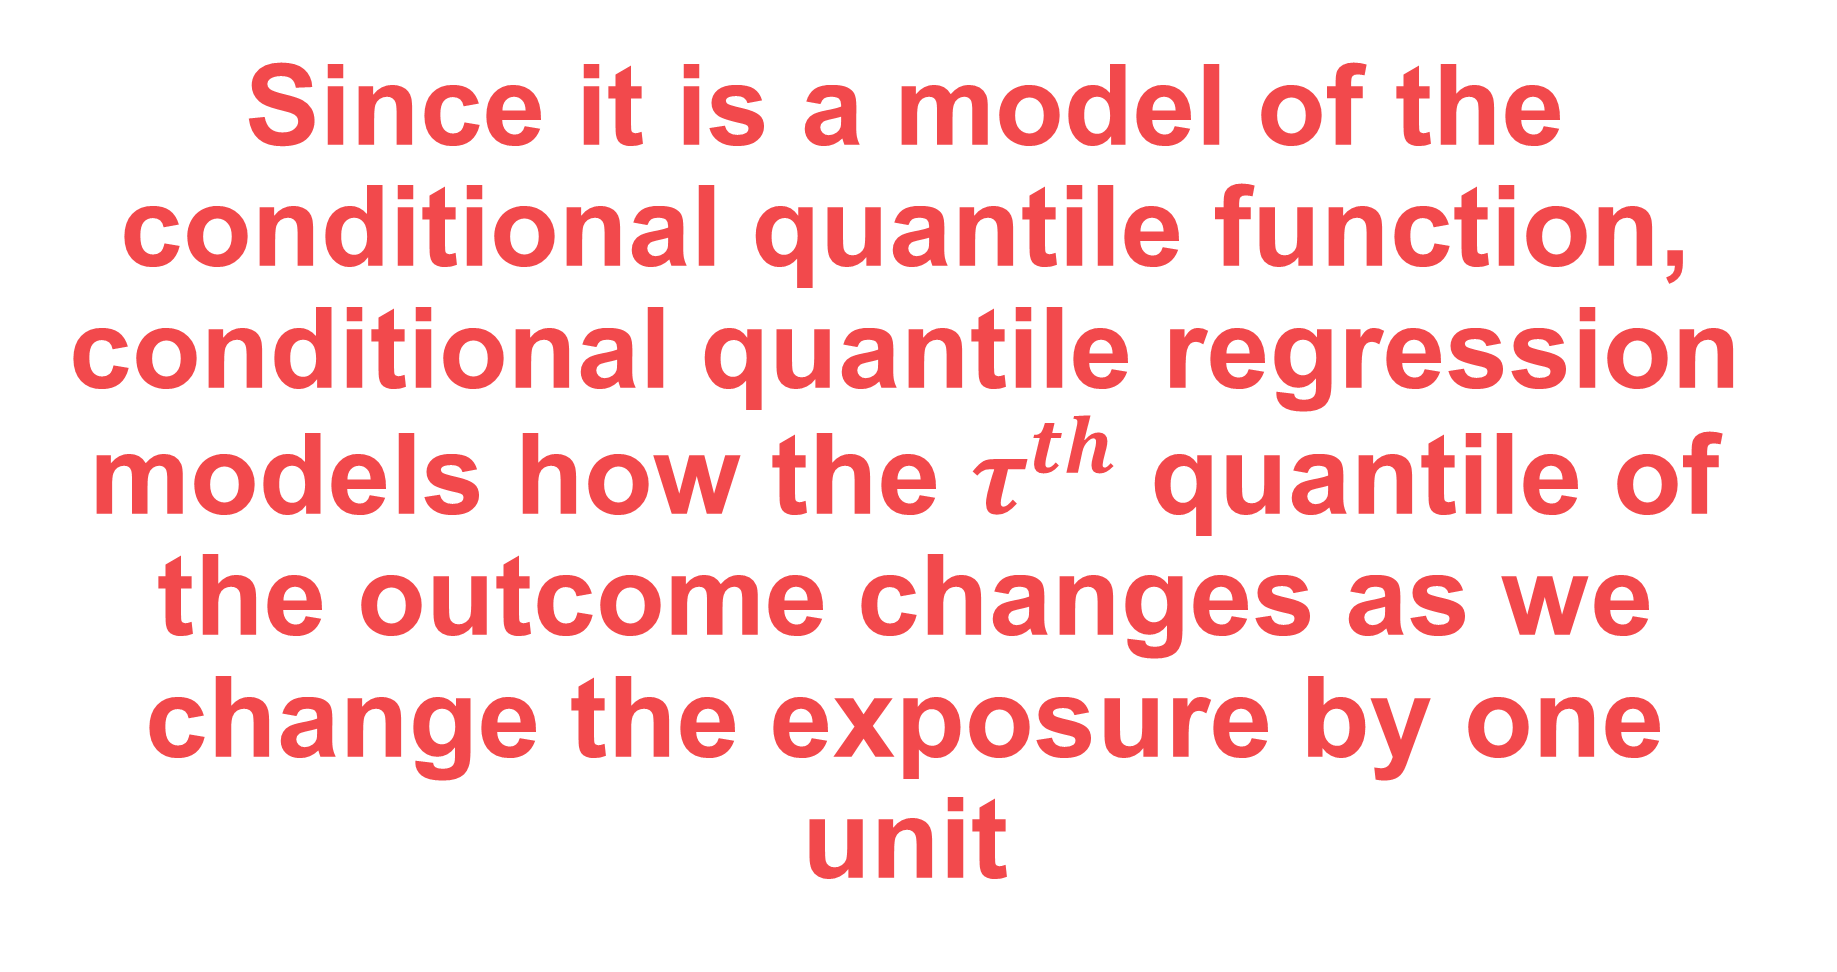 Since it is a model of the
conditional quantile function,
conditional quantile regression
models how the τᵗʰ quantile of
the outcome changes as we
change the exposure by one
unit